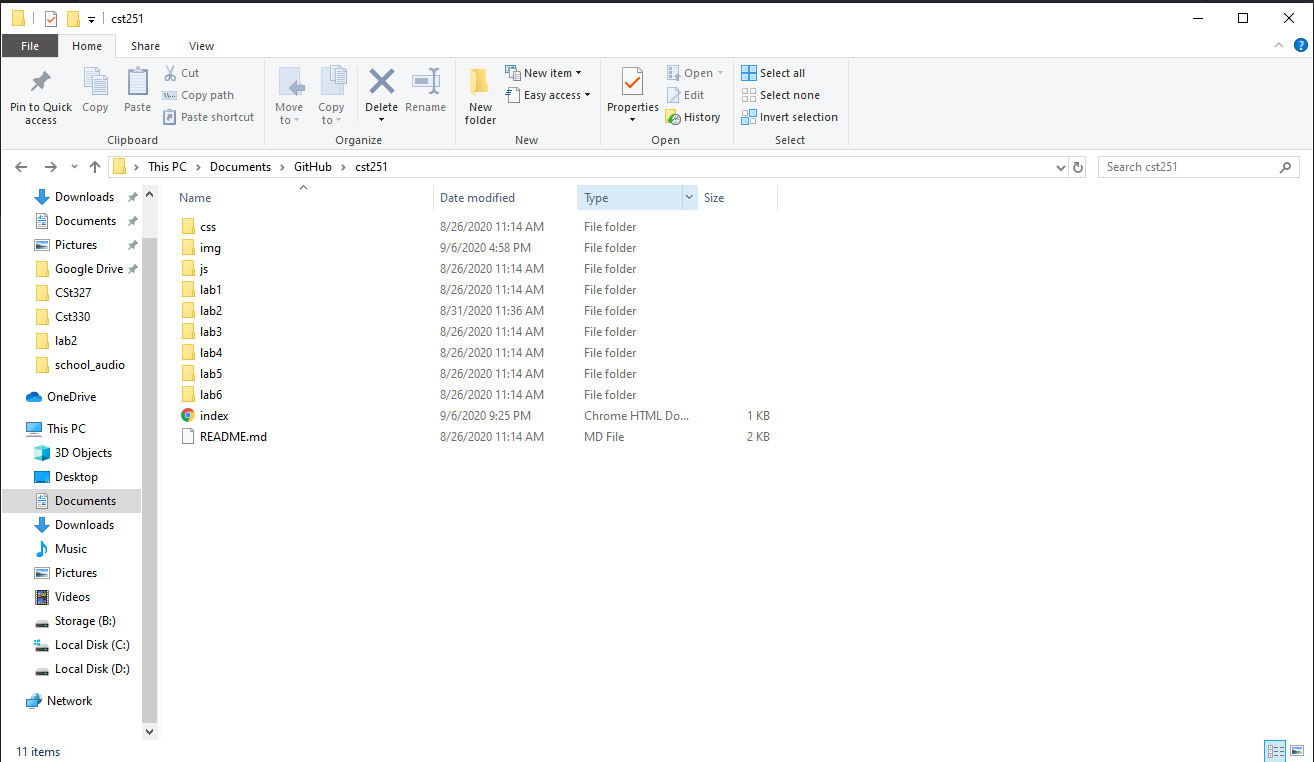 cst251
File Home Share View
Pin to Quick access
Copy
Paste
Cut
Copy path
Paste shortcut
Clipboard
Move to
Copy to
Delete
Rename
Organize
New folder
New item
Easy access
New
Properties
Open
Edit
History
Open
Select all
Select none
Invert selection
Select
This PC > Documents > GitHub > cst251
Search cst251
Downloads
Documents
Pictures
Google Drive
CSt327
Cst330
lab2
school_audio
OneDrive
This PC
3D Objects
Desktop
Documents
Downloads
Music
Pictures
Videos
Storage (B:)
Local Disk (C:)
Local Disk (D:)
Network
Name Date modified Type Size
css 8/26/2020 11:14 AM File folder
img 9/6/2020 4:58 PM File folder
js 8/26/2020 11:14 AM File folder
lab1 8/26/2020 11:14 AM File folder
lab2 8/31/2020 11:36 AM File folder
lab3 8/26/2020 11:14 AM File folder
lab4 8/26/2020 11:14 AM File folder
lab5 8/26/2020 11:14 AM File folder
lab6 8/26/2020 11:14 AM File folder
index 9/6/2020 9:25 PM Chrome HTML Do... 1 KB
README.md 8/26/2020 11:14 AM MD File 2 KB
11 items